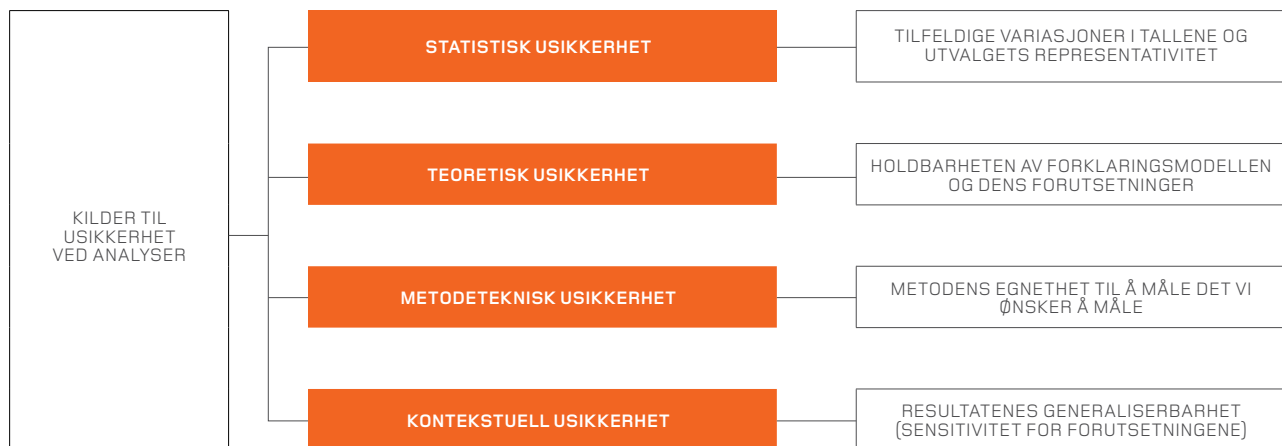 KILDER TIL
USIKKERHET
VED ANALYSER
STATISTISK USIKKERHET
TILFELDIGE VARIASJONER I TALLENE OG
UTVALGETS REPRESENTATIVITET
TEORETISK USIKKERHET
HOLDBARHETEN AV FORKLARINGSMODELLEN
OG DENS FORUTSETNINGER
METODETEKNISK USIKKERHET
METODENS EGNETHET TIL Å MÅLE DET VI
ØNSKER Å MÅLE
KONTEKSTUELL USIKKERHET
RESULTATENES GENERALISERBARHET
(SENSITIVITET FOR FORUTSETNINGENE)